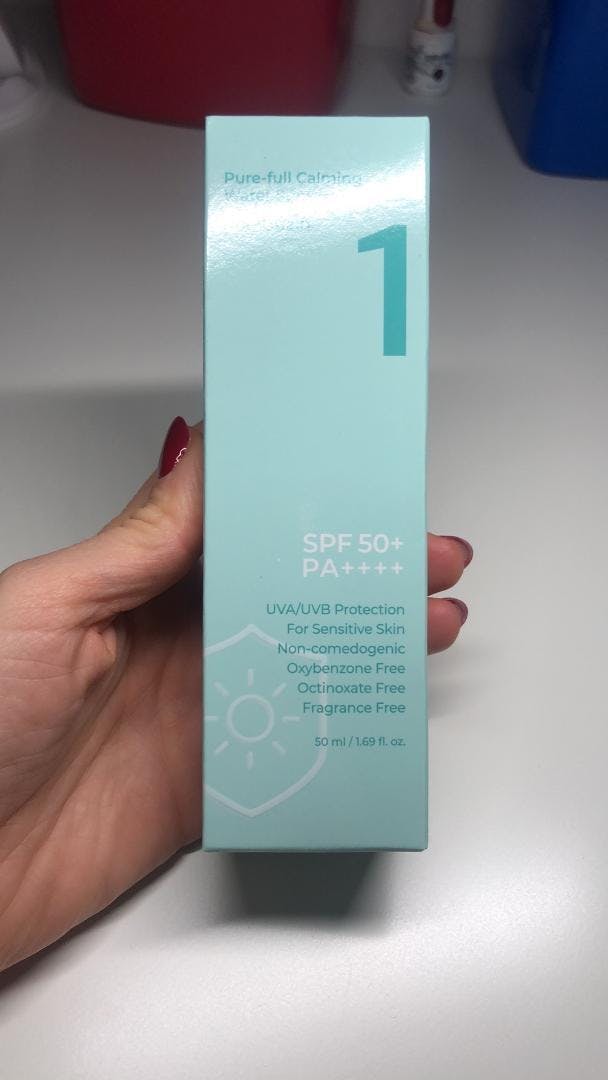 Pure-full Calming
Water
1
SPF 50+
PA++++
UVA/UVB Protection
For Sensitive Skin
Non-comedogenic
Oxybenzone Free
Octinoxate Free
Fragrance Free
50 ml / 1.69 fl. oz.